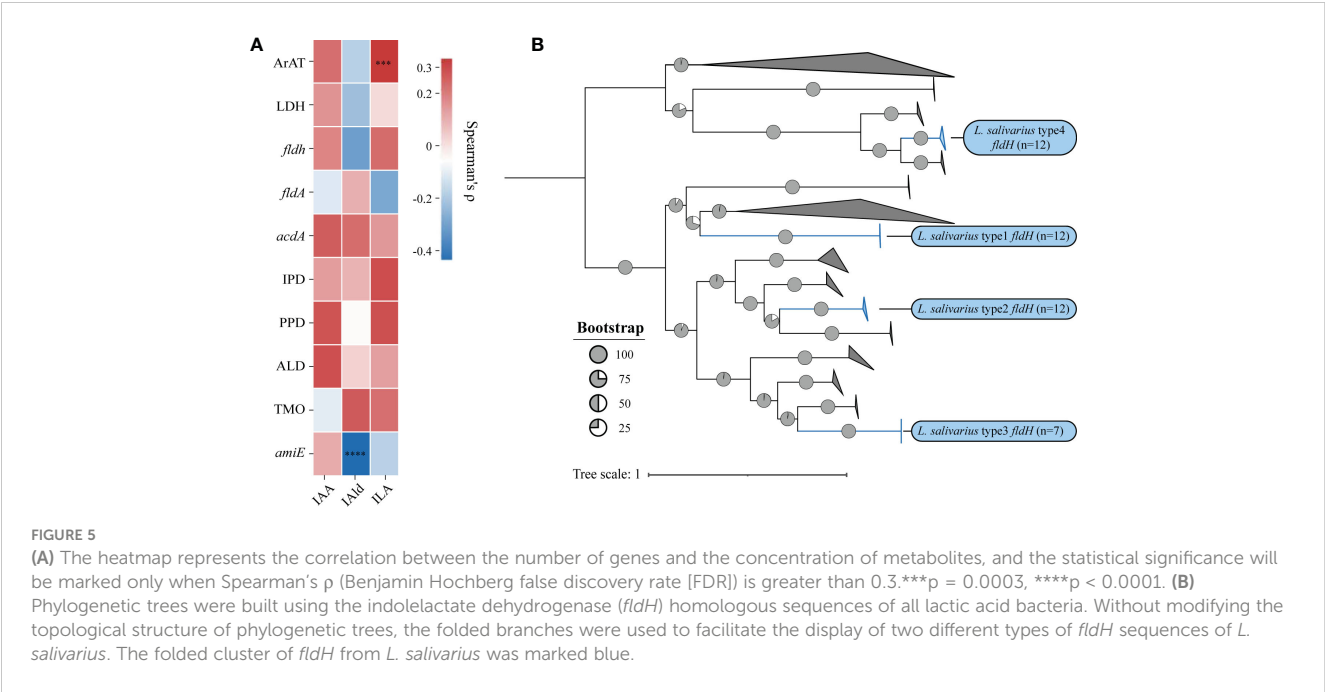 A
ArAT
LDH
fldh
fldA
acdA
IPD
PPD
ALD
TMO
amiE
***
****
IAA
IAld
ILA
0.3
0.2
0
-0.2
-0.4
Spearman's ρ
B
L. salivarius type4
fldH (n=12)
L. salivarius type1 fldH (n=12)
L. salivarius type2 fldH (n=12)
L. salivarius type3 fldH (n=7)
Bootstrap
100
75
50
25
Tree scale: 1
FIGURE 5
(A) The heatmap represents the correlation between the number of genes and the concentration of metabolites, and the statistical significance will
be marked only when Spearman's ρ (Benjamin Hochberg false discovery rate [FDR]) is greater than 0.3.***p = 0.0003, ****p < 0.0001. (B)
Phylogenetic trees were built using the indolelactate dehydrogenase (fldH) homologous sequences of all lactic acid bacteria. Without modifying the
topological structure of phylogenetic trees, the folded branches were used to facilitate the display of two different types of fldH sequences of L.
salivarius. The folded cluster of fldH from L. salivarius was marked blue.